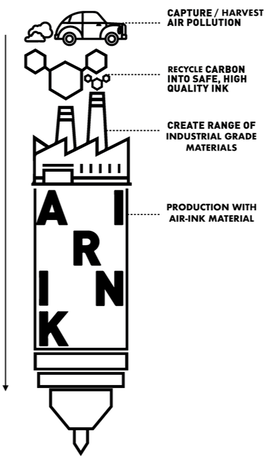 CAPTURE / HARVEST
AIR POLLUTION
RECYCLE CARBON
INTO SAFE, HIGH
QUALITY INK
CREATE RANGE OF
INDUSTRIAL GRADE
MATERIALS
PRODUCTION WITH
AIR-INK MATERIAL
A I
R
I N
K